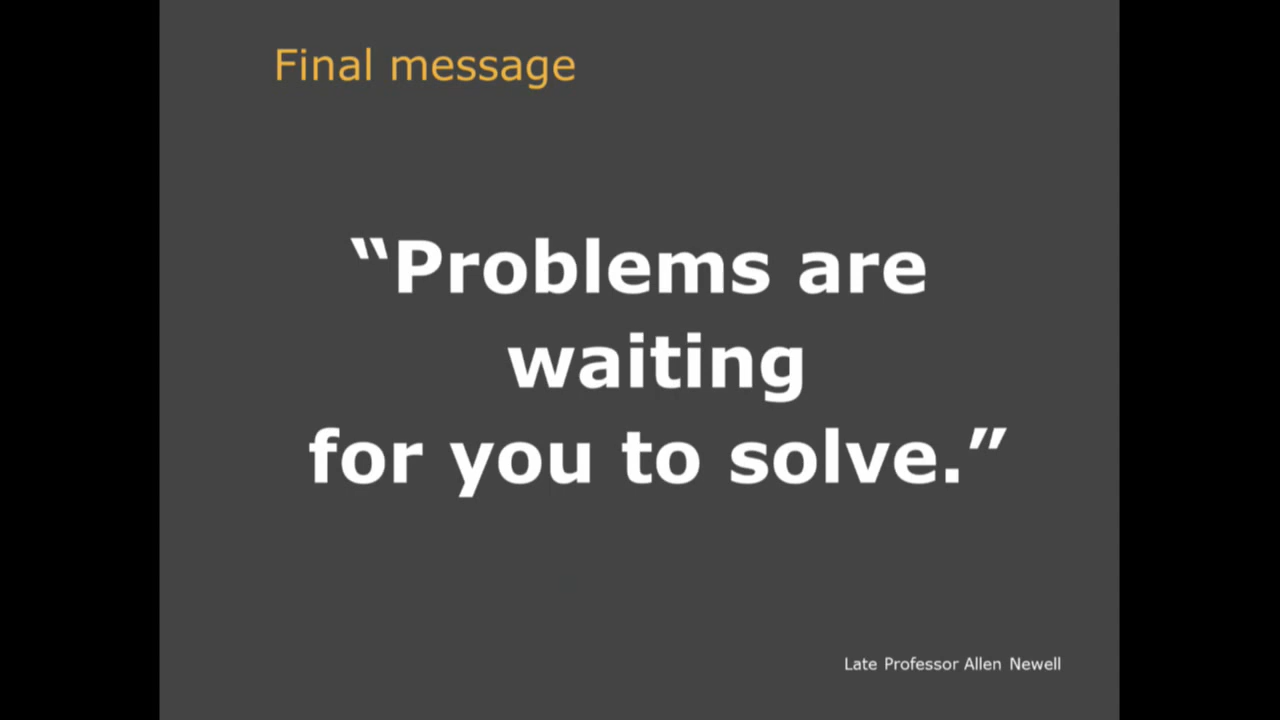 Final message
“Problems are
waiting
for you to solve.”
Late Professor Allen Newell